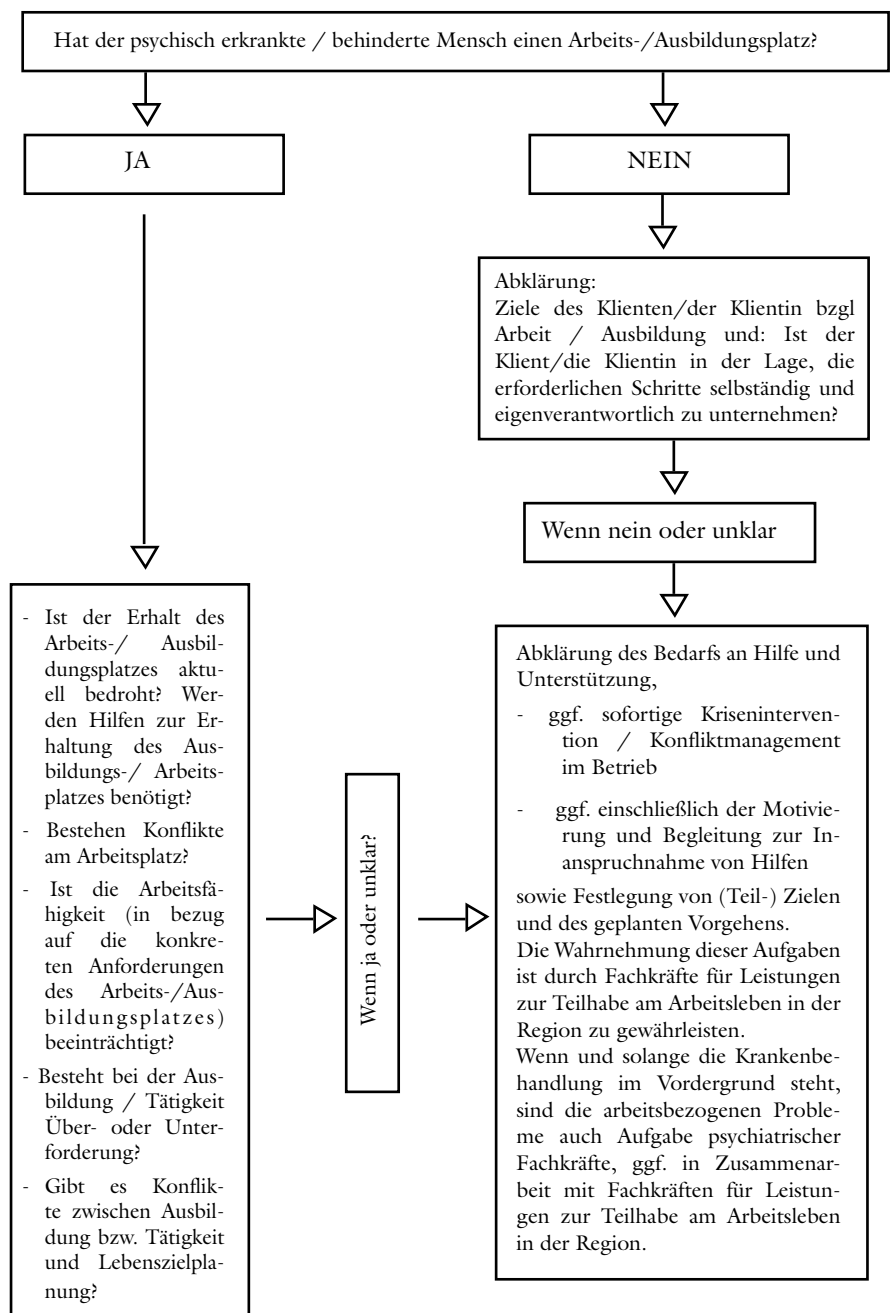 Hat der psychisch erkrankte / behinderte Mensch einen Arbeits-/Ausbildungsplatz?
JA
NEIN
Abklärung:
Ziele des Klienten/der Klientin bzgl
Arbeit / Ausbildung und: Ist der
Klient/die Klientin in der Lage, die
erforderlichen Schritte selbständig und
eigenverantwortlich zu unternehmen?
Wenn nein oder unklar
- Ist der Erhalt des
Arbeits-/ Ausbil-
dungsplatzes aktu-
ell bedroht? Wer-
den Hilfen zur Er-
haltung des Aus-
bildungs-/ Arbeits-
platzes benötigt?
- Bestehen Konflikte
am Arbeitsplatz?
- Ist die Arbeitsfä-
higkeit (in bezug
auf die konkre-
ten Anforderungen
des Arbeits-/Aus-
bildungsplatzes)
beeinträchtigt?
- Besteht bei der Aus-
bildung / Tätigkeit
Über- oder Unter-
forderung?
- Gibt es Konflik-
te zwischen Ausbil-
dung bzw. Tätigkeit
und Lebenszielpla-
nung?
Wenn ja oder unklar?
Abklärung des Bedarfs an Hilfe und
Unterstützung,
- ggf. sofortige Kriseninterven-
tion / Konfliktmanagement
im Betrieb
- ggf. einschließlich der Motivie-
rung und Begleitung zur In-
anspruchnahme von Hilfen
sowie Festlegung von (Teil-) Zielen
und des geplanten Vorgehens.
Die Wahrnehmung dieser Aufgaben
ist durch Fachkräfte für Leistungen
zur Teilhabe am Arbeitsleben in der
Region zu gewährleisten.
Wenn und solange die Krankenbe-
handlung im Vordergrund steht,
sind die arbeitsbezogenen Proble-
me auch Aufgabe psychiatrischer
Fachkräfte, ggf. in Zusammenar-
beit mit Fachkräften für Leistun-
gen zur Teilhabe am Arbeitsleben
in der Region.